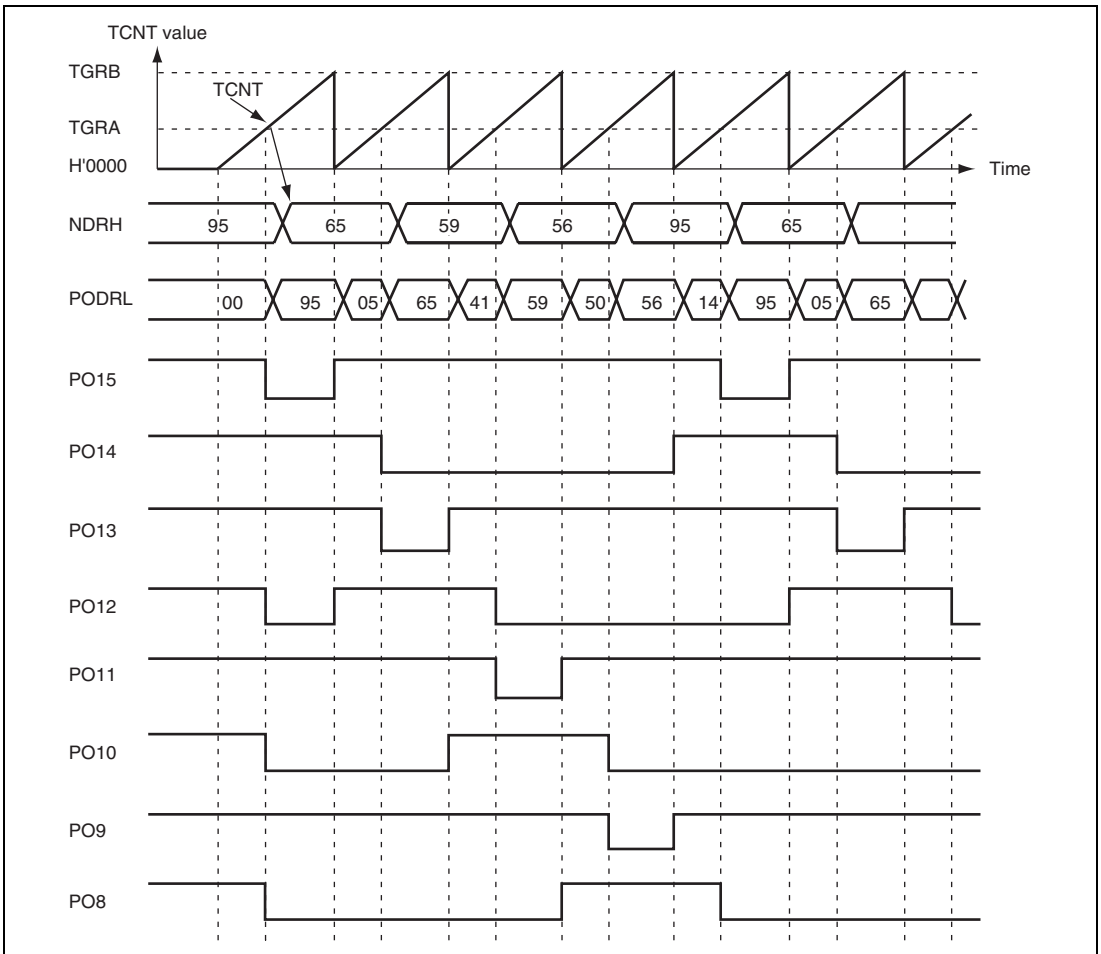 TCNT value
TGRB
TCNT
TGRA
H'0000
Time
NDRH
95 65 59 56 95 65
PODRL
00 95 05 65 41 59 50 56 14 95 05 65
PO15
PO14
PO13
PO12
PO11
PO10
PO9
PO8